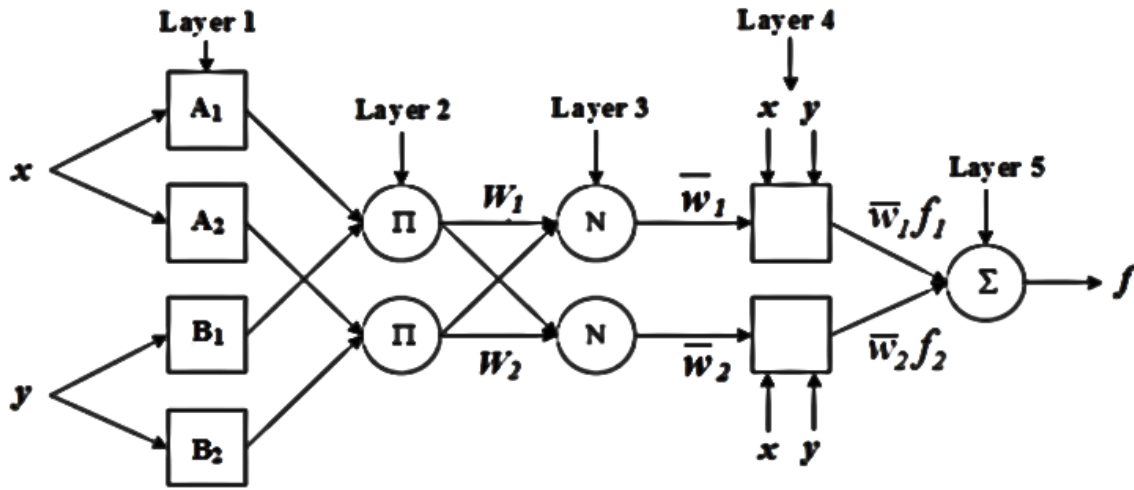 Layer 1
Layer 4
A₁
x y
Layer 2
Layer 3
x
Layer 5
W₁
w̅₁
A₂
Π
N
w̅₁f₁
Σ
f
B₁
Π
N
W₂
w̅₂
w̅₂f₂
y
B₂
x y